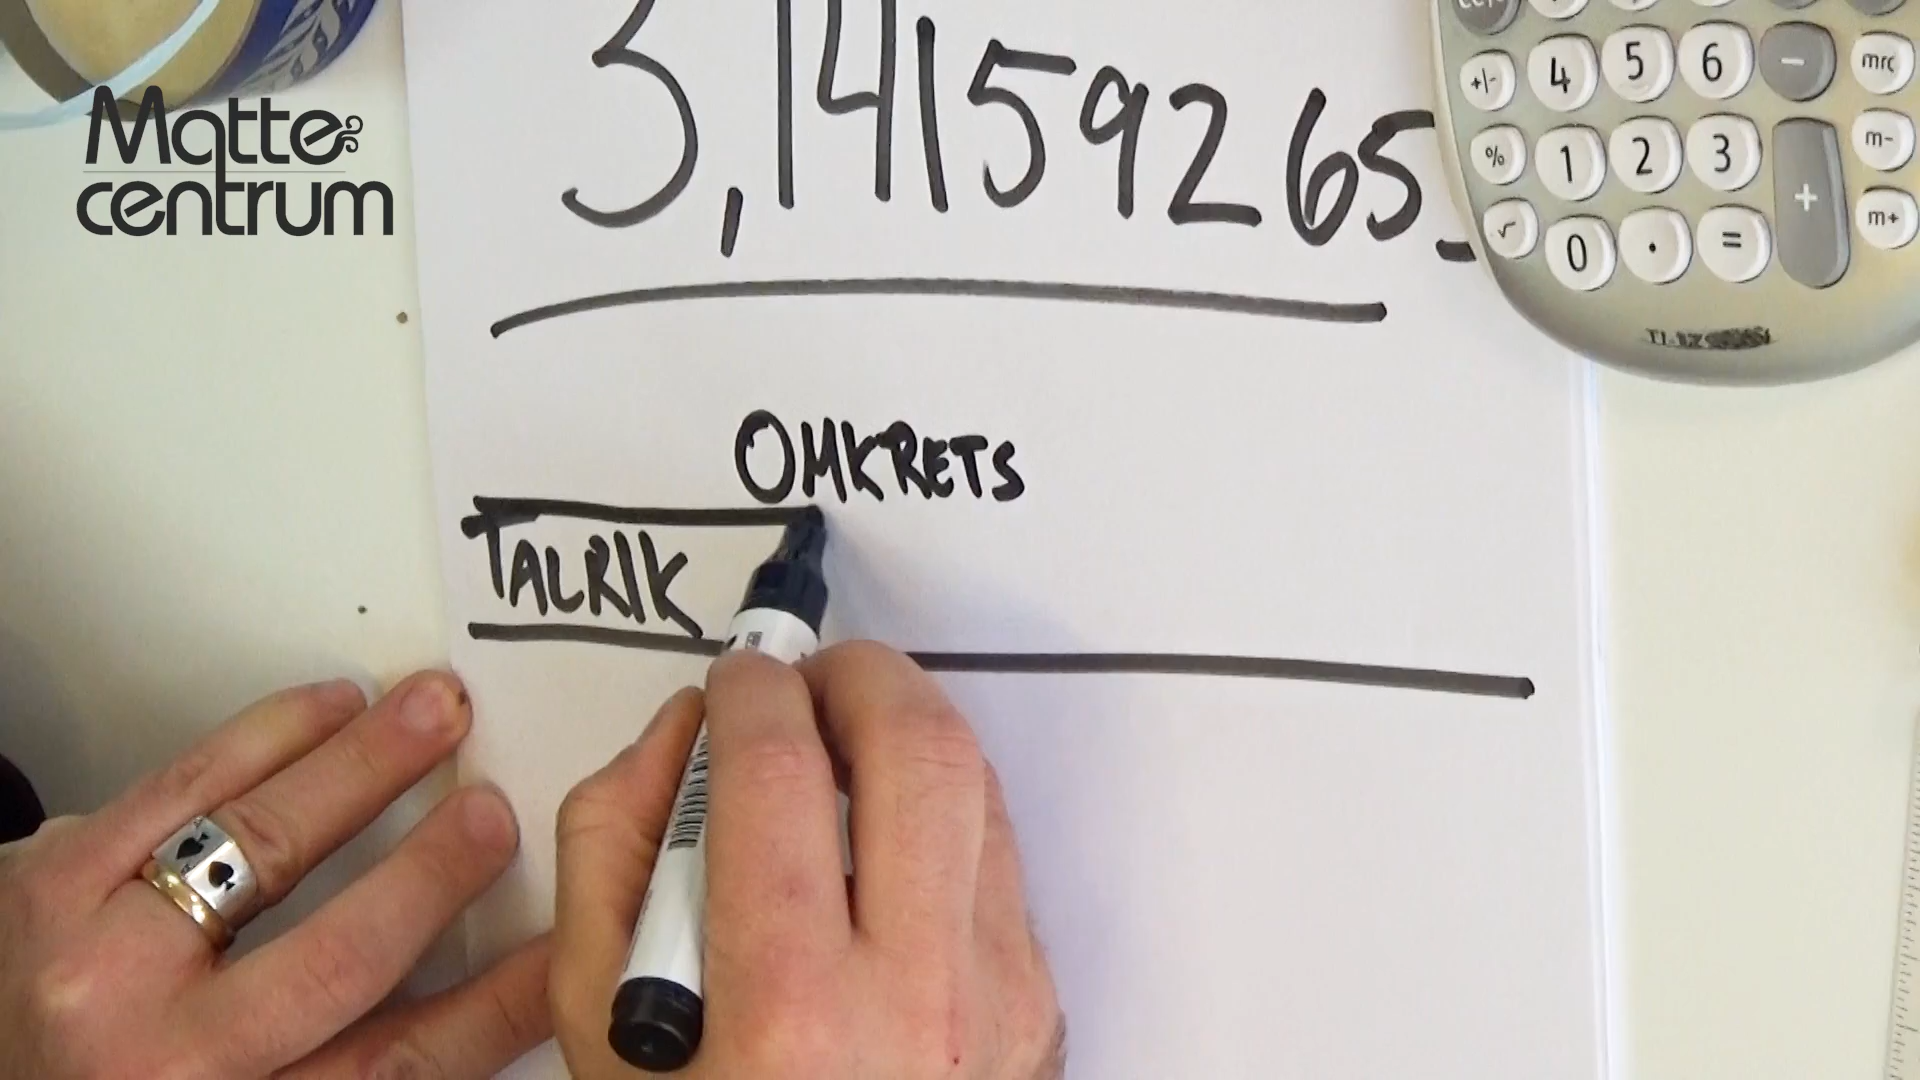 Matte
centrum
3,14159265
4 5 6 - mrc
+/-
% 1 2 3 + m-
√ 0 . = m+
OMKRETS
TALRIK